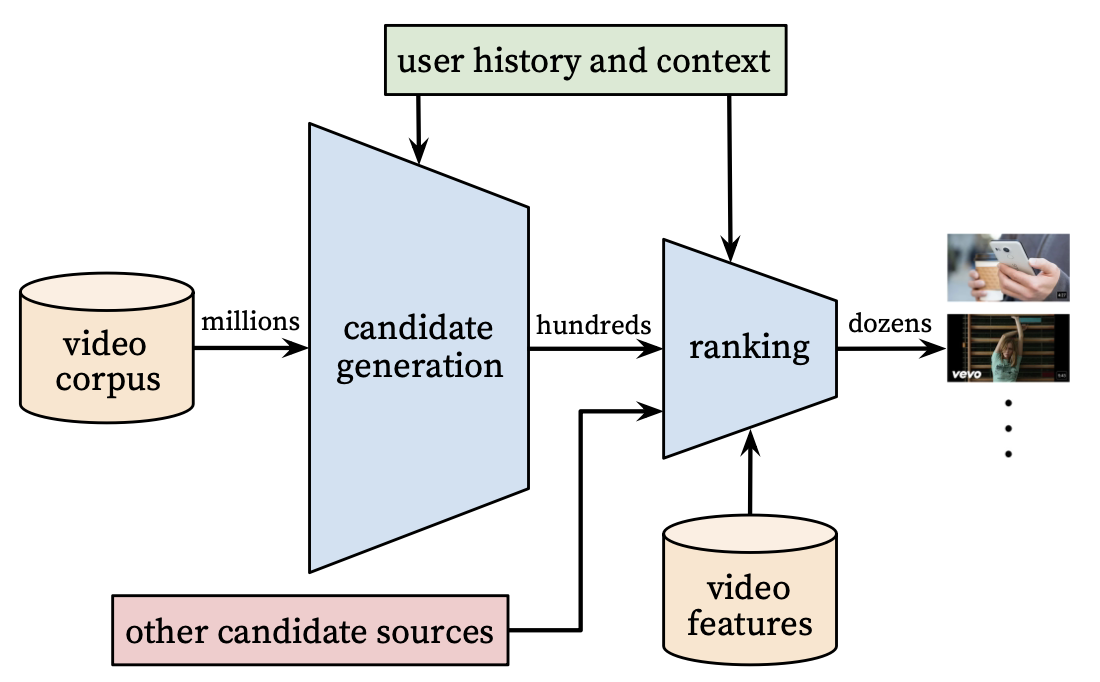 user history and context
millions
hundreds
dozens
video
corpus
candidate
generation
ranking
vevo
other candidate sources
video
features